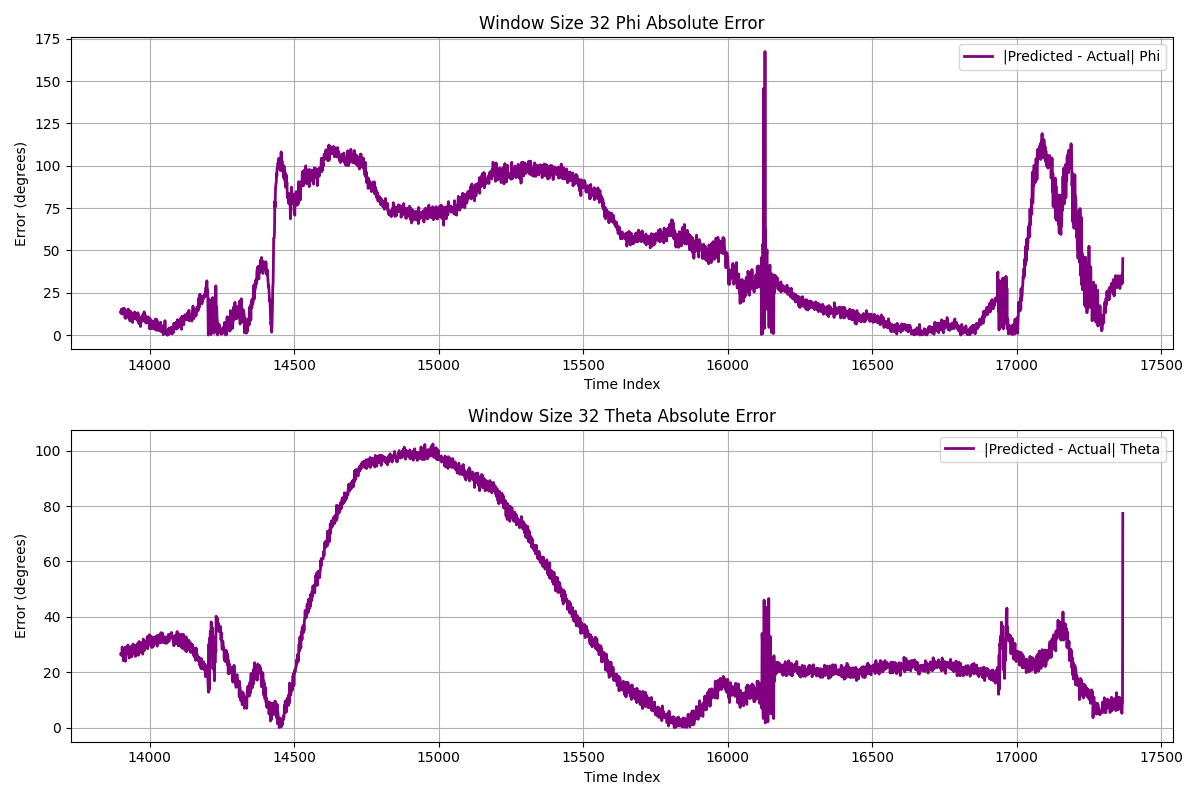 Window Size 32 Phi Absolute Error
|Predicted - Actual| Phi
Error (degrees)
175
150
125
100
75
50
25
0
14000 14500 15000 15500 16000 16500 17000 17500
Time Index
Window Size 32 Theta Absolute Error
|Predicted - Actual| Theta
Error (degrees)
100
80
60
40
20
0
14000 14500 15000 15500 16000 16500 17000 17500
Time Index